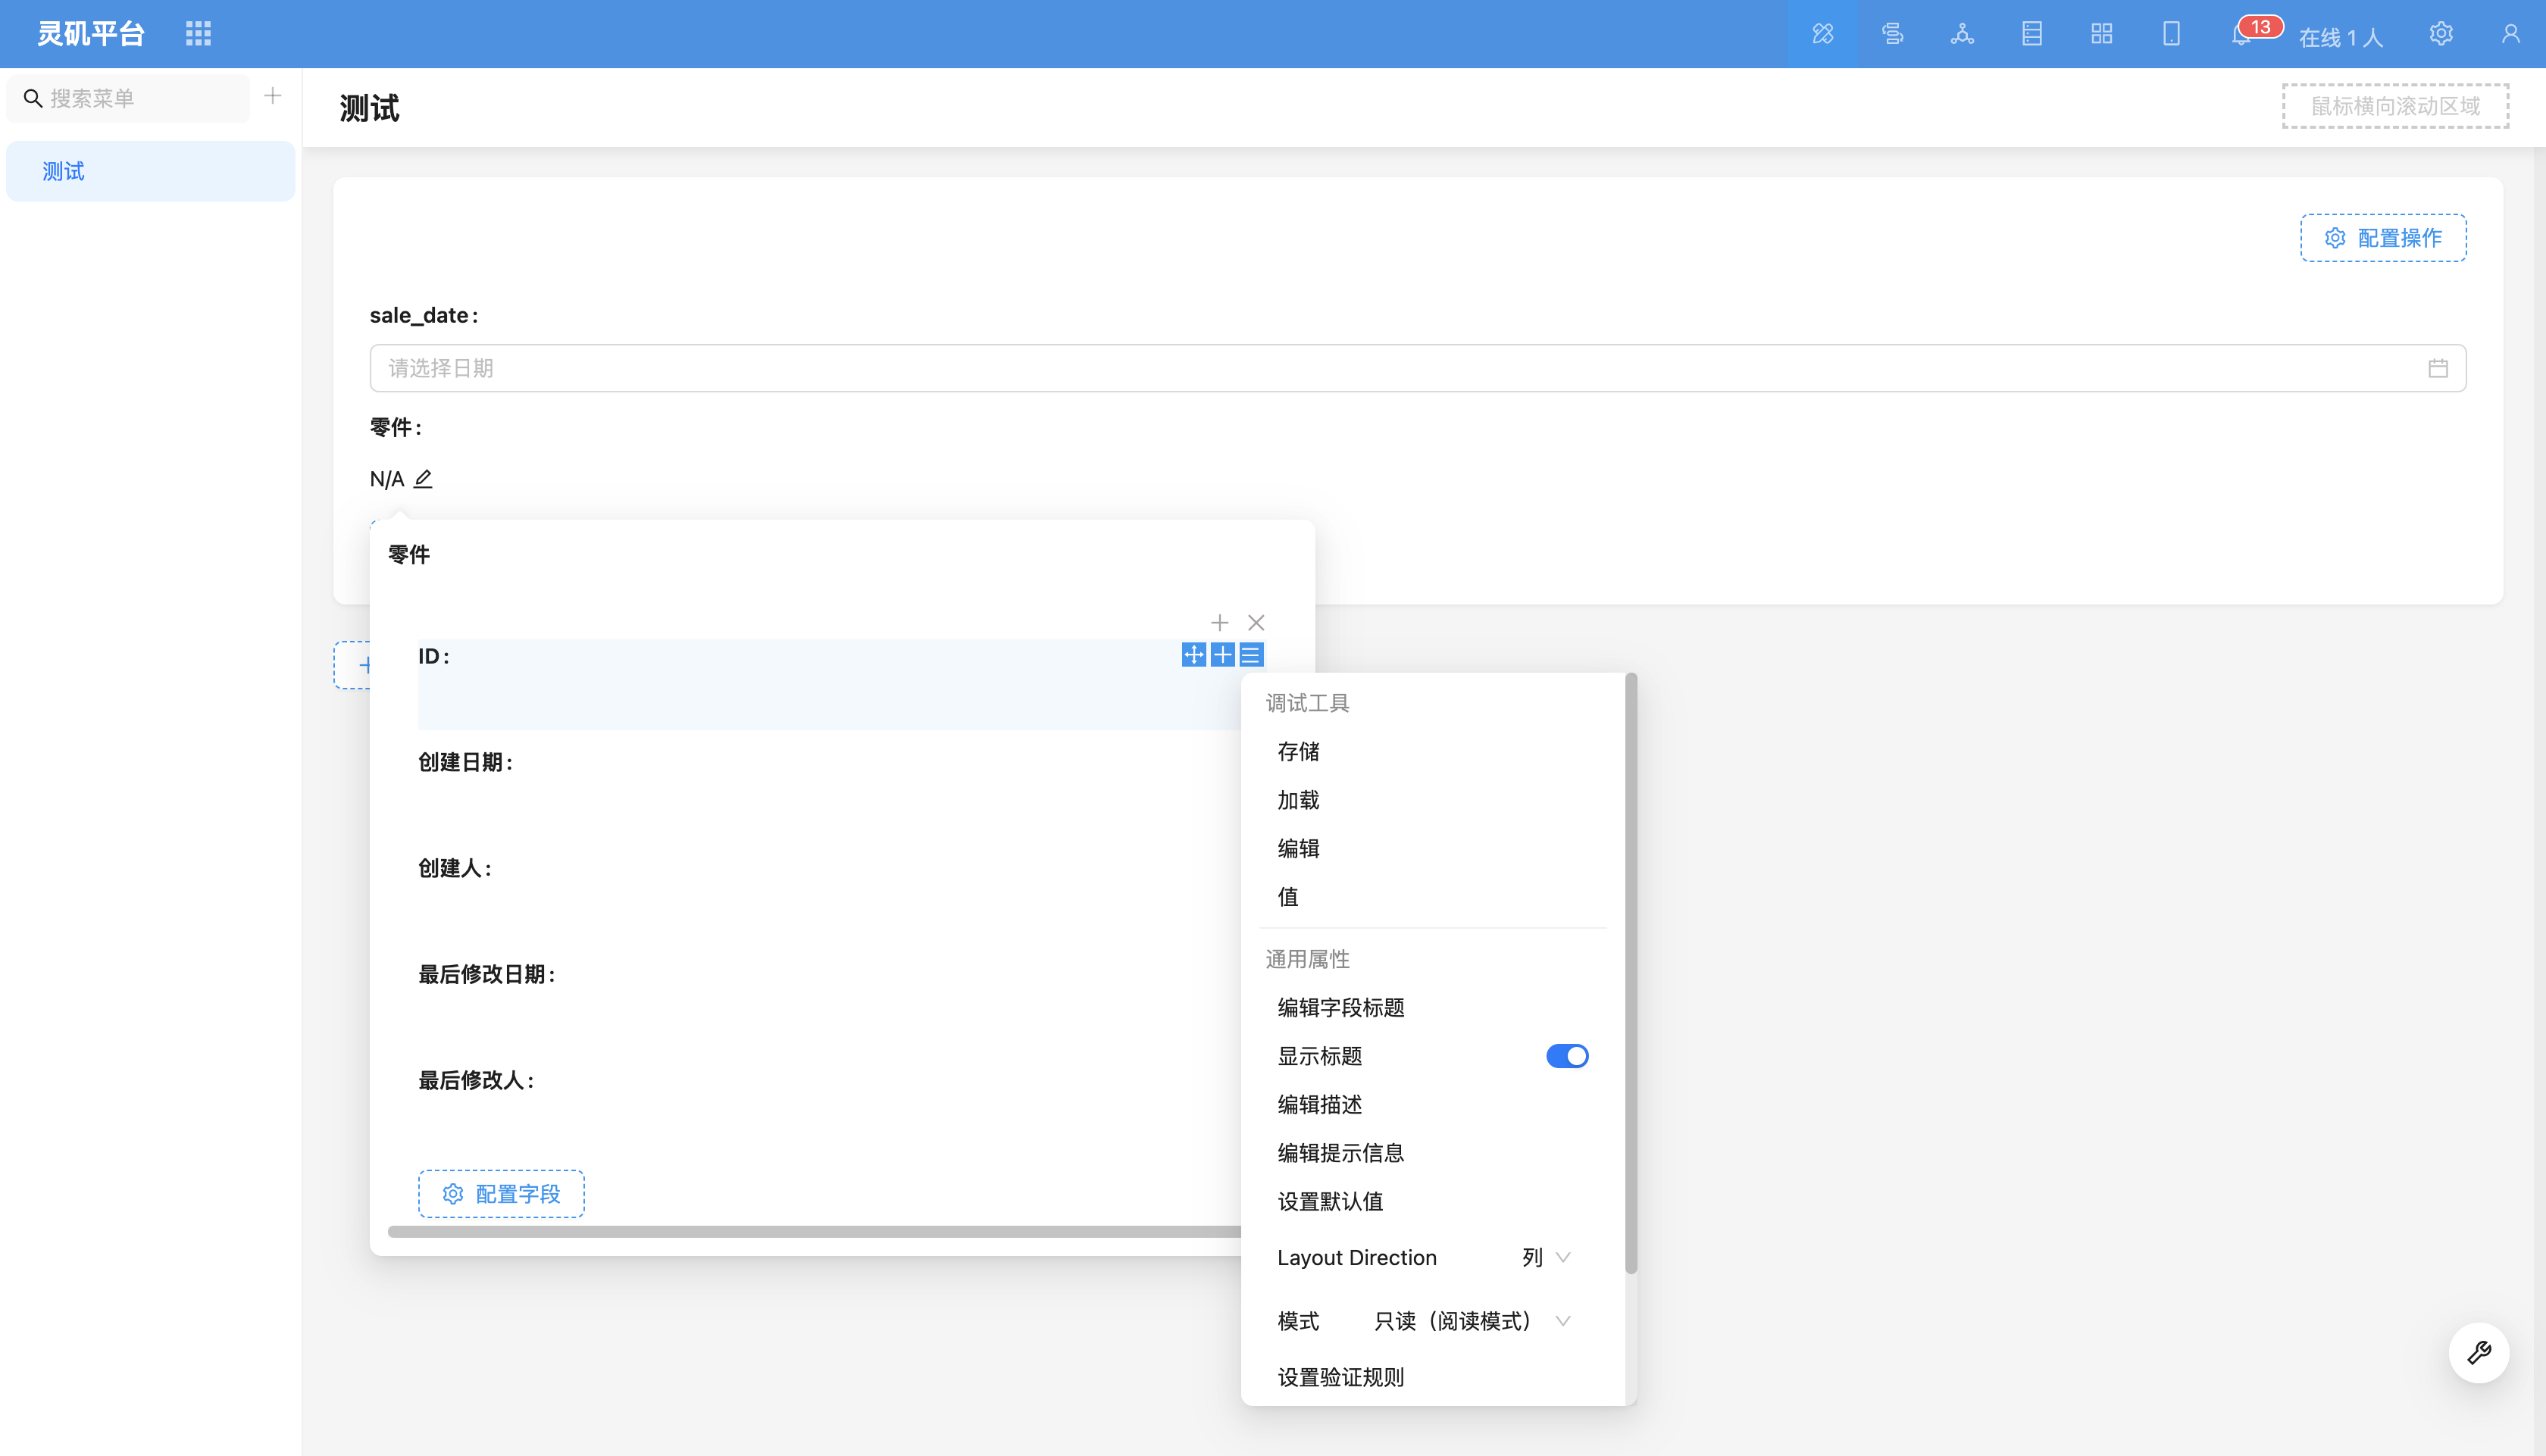 灵矶平台
13
在线 1 人
搜索菜单
测试
测试
鼠标横向滚动区域
配置操作
sale_date :
请选择日期
零件 :
N/A
零件
ID :
创建日期 :
创建人 :
最后修改日期 :
最后修改人 :
配置字段
调试工具
存储
加载
编辑
值
通用属性
编辑字段标题
显示标题
编辑描述
编辑提示信息
设置默认值
Layout Direction 列
模式 只读（阅读模式）
设置验证规则